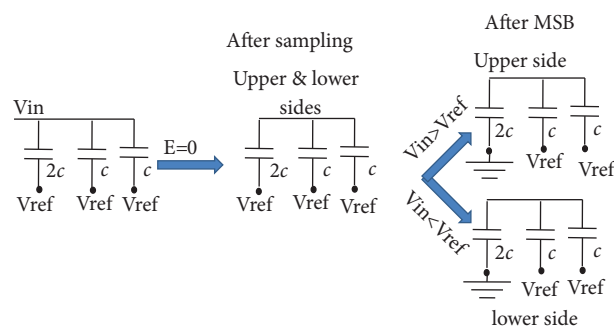 After sampling
After MSB
Upper & lower
sides
Upper side
Vin
2c
c
c
Vref
Vref
Vref
E=0
2c
c
c
Vref
Vref
Vref
Vin>Vref
Vin<Vref
2c
c
c
Vref
Vref
2c
c
c
Vref
Vref
lower side